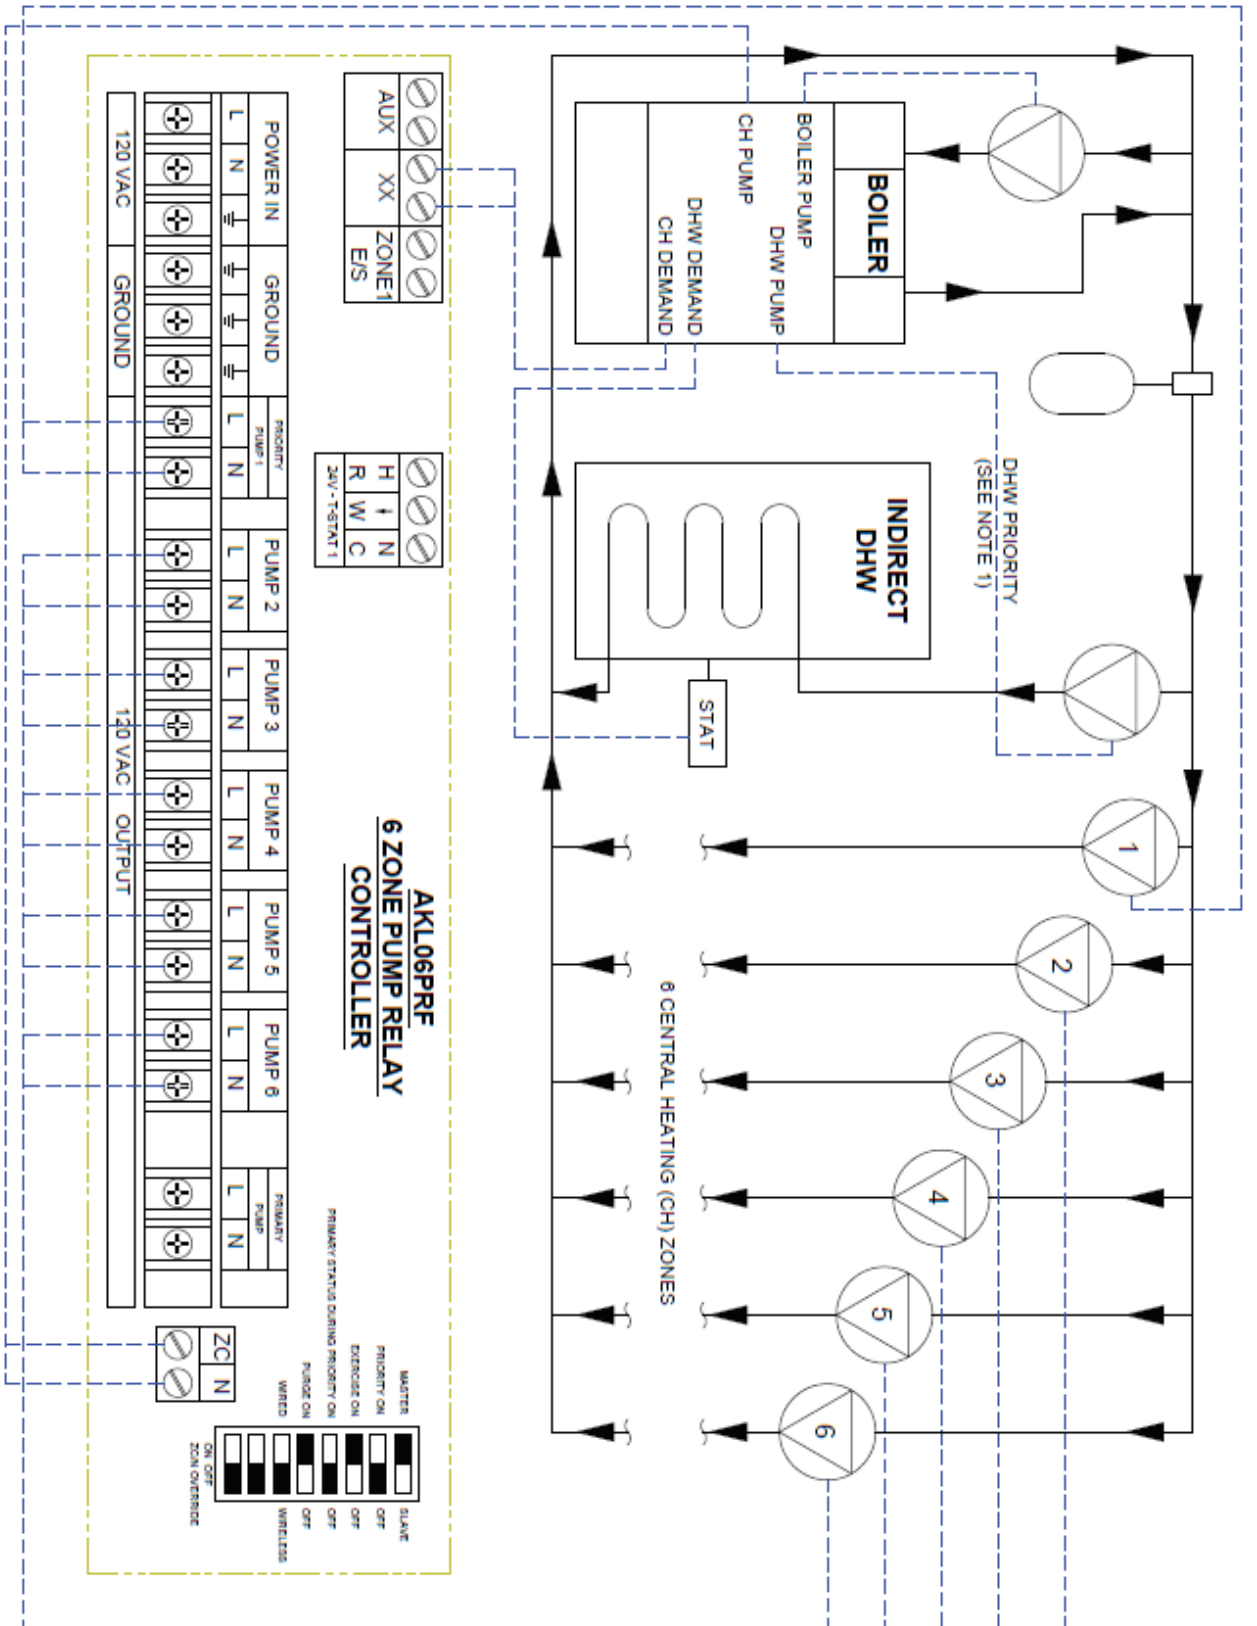 BOILER
BOILER PUMP
DHW PUMP
CH PUMP
DHW DEMAND
CH DEMAND
DHW PRIORITY
(SEE NOTE 1)
INDIRECT
DHW
STAT
1
2
3
4
5
6
6 CENTRAL HEATING (CH) ZONES
AUX
XX
ZONE1
E/S
H N
R W C
24V - T-STAT 1
AKL06PRF
6 ZONE PUMP RELAY
CONTROLLER
POWER IN
GROUND
PRIORITY
PUMP 1
PUMP 2
PUMP 3
PUMP 4
PUMP 5
PUMP 6
PRIMARY
PUMP
L N
L N
L N
L N
L N
L N
L N
L N
120 VAC
GROUND
120 VAC OUTPUT
ZC N
MASTER SLAVE
PRIORITY ON OFF
EXERCISE ON OFF
PRIMARY STATUS DURING PRIORITY ON OFF
PURGE ON OFF
WIRED WIRELESS
ON OFF
ZC/N OVERRIDE